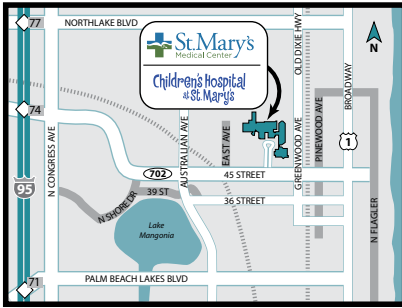 77
NORTHLAKE BLVD
St.Mary's
Medical Center
Children's Hospital
at St. Mary's
OLD DIXIE HWY
N
BROADWAY
74
N CONGRESS AVE
AUSTRALIAN AVE
EAST AVE
GREENWOOD AVE
PINEWOOD AVE
1
702
45 STREET
95
39 ST
36 STREET
N SHORE DR
Lake
Mangonia
N FLAGLER
71
PALM BEACH LAKES BLVD